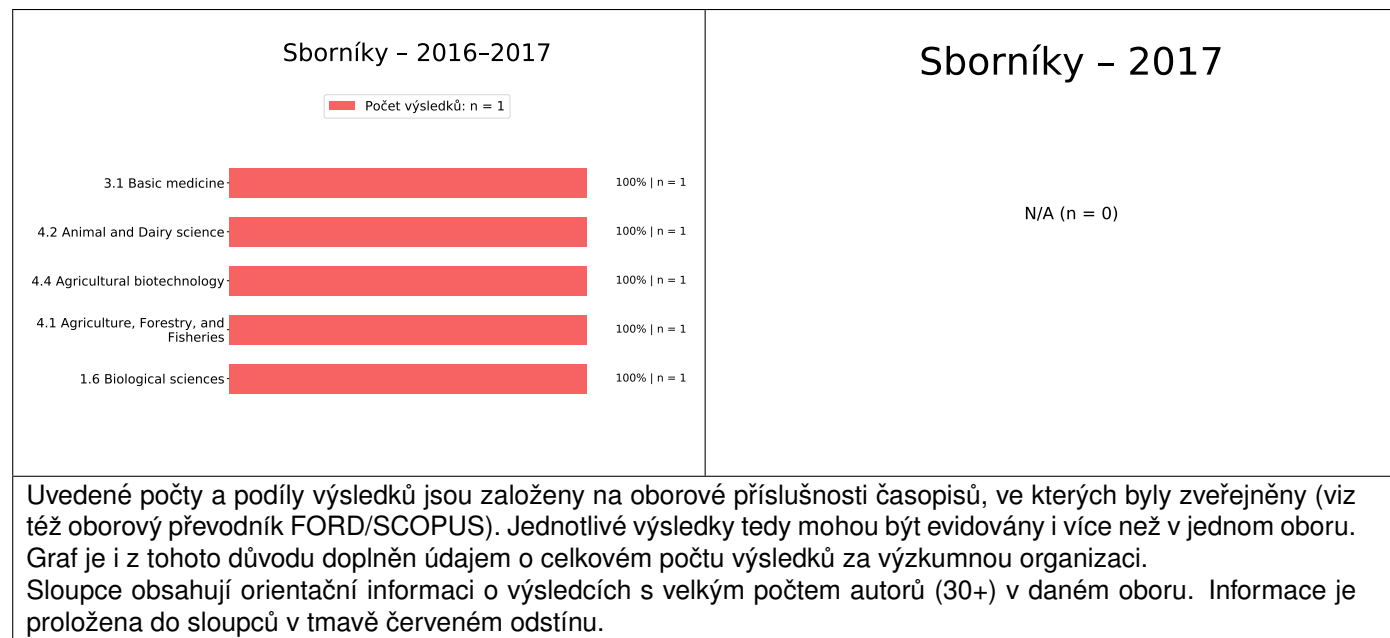 Sborníky – 2016–2017
Počet výsledků: n = 1
3.1 Basic medicine
100% | n = 1
4.2 Animal and Dairy science
100% | n = 1
4.4 Agricultural biotechnology
100% | n = 1
4.1 Agriculture, Forestry, and
Fisheries
100% | n = 1
1.6 Biological sciences
100% | n = 1
Sborníky – 2017
N/A (n = 0)
Uvedené počty a podíly výsledků jsou založeny na oborové příslušnosti časopisů, ve kterých byly zveřejněny (viz
též oborový převodník FORD/SCOPUS). Jednotlivé výsledky tedy mohou být evidovány i více než v jednom oboru.
Graf je i z tohoto důvodu doplněn údajem o celkovém počtu výsledků za výzkumnou organizaci.
Sloupce obsahují orientační informaci o výsledcích s velkým počtem autorů (30+) v daném oboru. Informace je
proložena do sloupců v tmavě červeném odstínu.